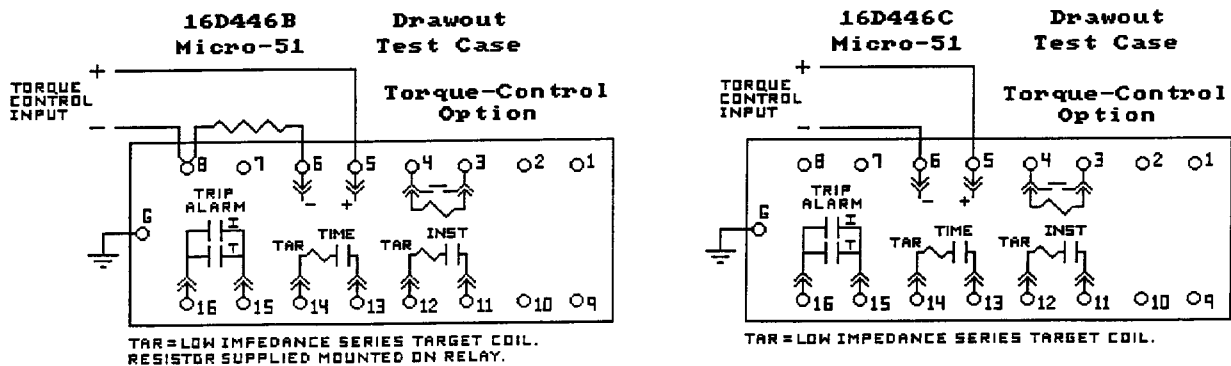 16D446B Drawout
Micro-51 Test Case
Torque-Control
Option
+
TORQUE
CONTROL
INPUT
−
8 7 6 5 4 3 2 1
− +
TRIP
ALARM
I
T
G
TAR TIME TAR INST
16 15 14 13 12 11 10 9
TAR = LOW IMPEDANCE SERIES TARGET COIL.
RESISTOR SUPPLIED MOUNTED ON RELAY.
16D446C Drawout
Micro-51 Test Case
Torque-Control
Option
+
TORQUE
CONTROL
INPUT
−
8 7 6 5 4 3 2 1
− +
TRIP
ALARM
I
T
G
TAR TIME TAR INST
16 15 14 13 12 11 10 9
TAR = LOW IMPEDANCE SERIES TARGET COIL.